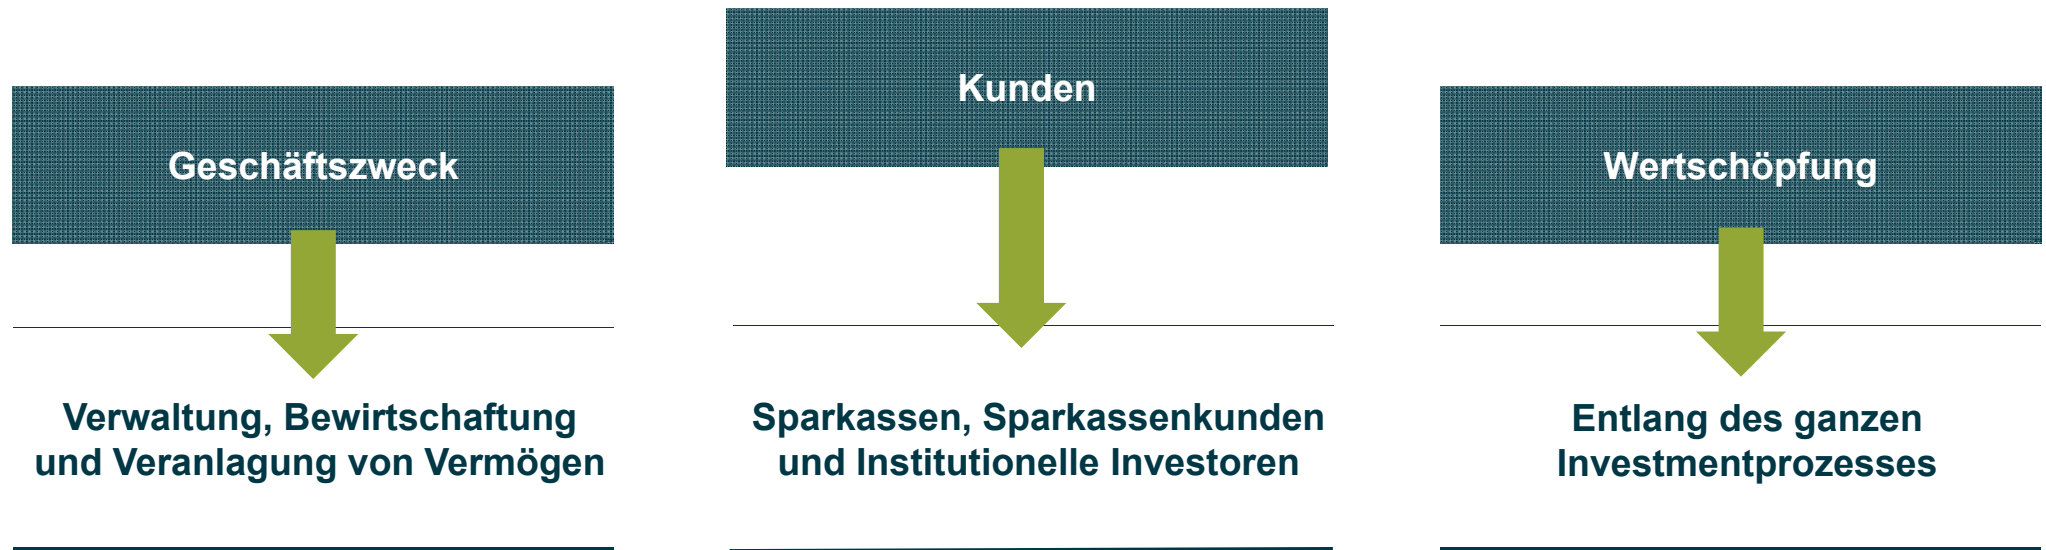 Geschäftszweck
Verwaltung, Bewirtschaftung
und Veranlagung von Vermögen
Kunden
Sparkassen, Sparkassenkunden
und Institutionelle Investoren
Wertschöpfung
Entlang des ganzen
Investmentprozesses